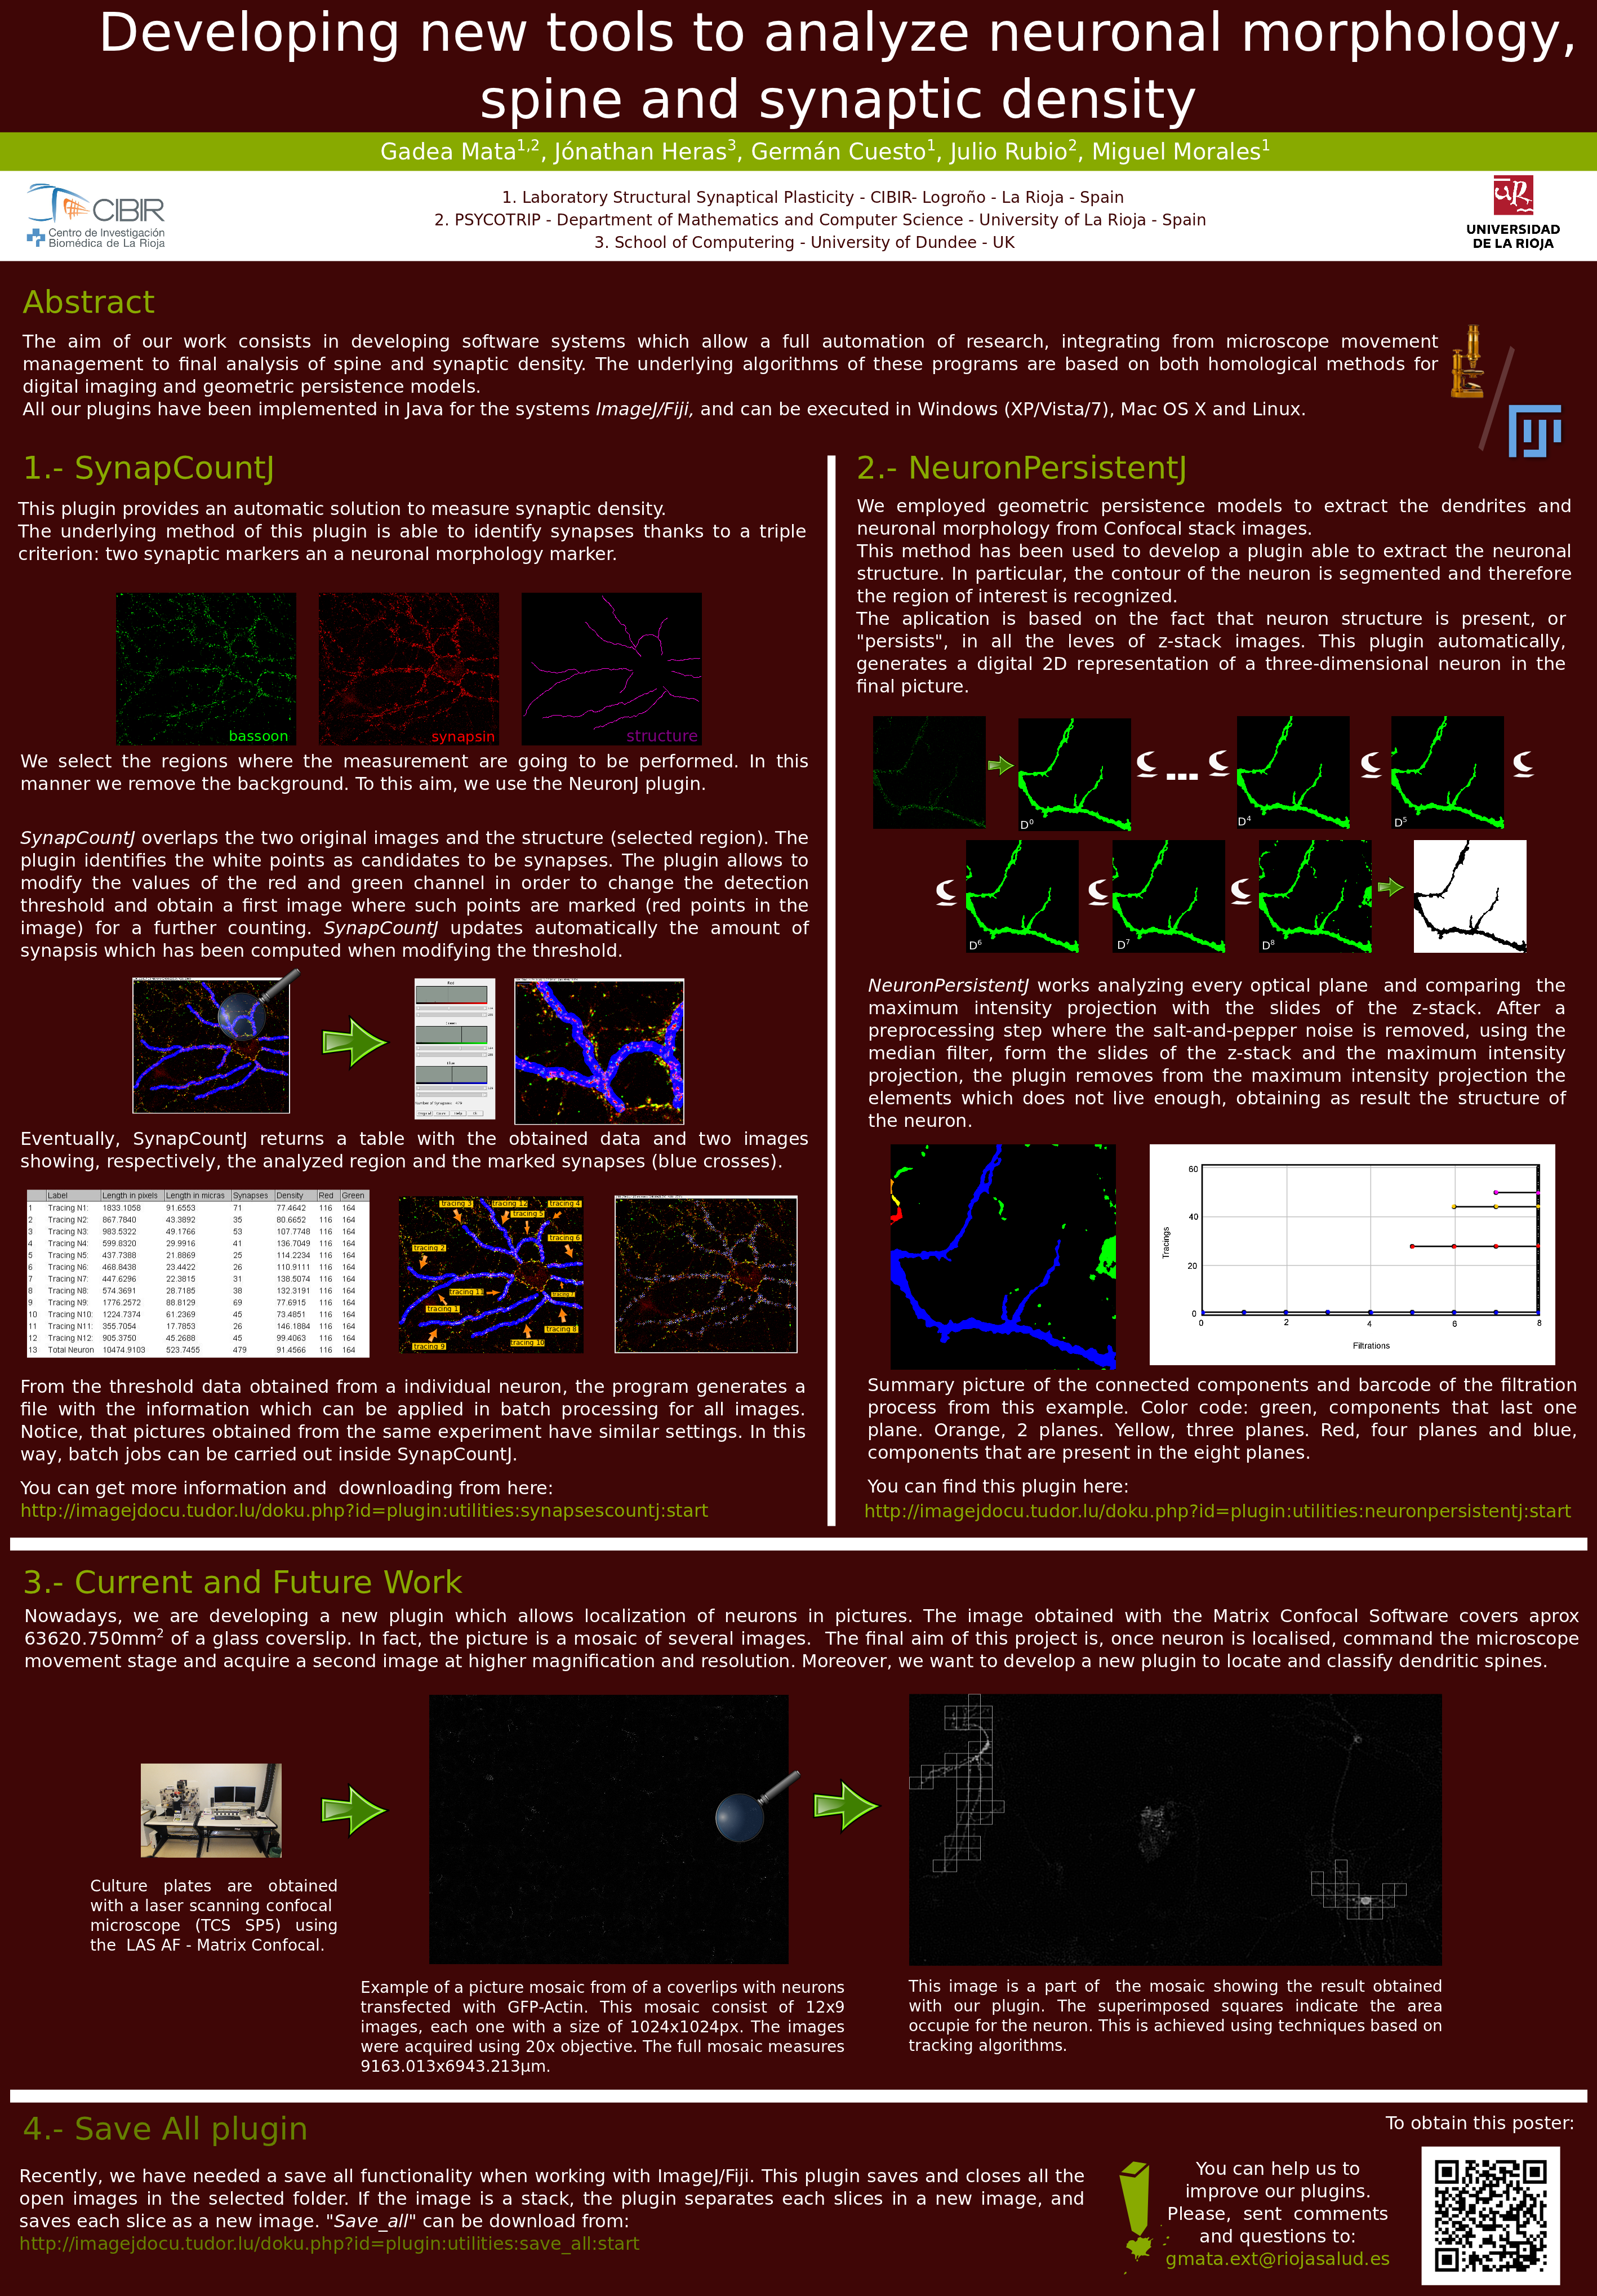 Developing new tools to analyze neuronal morphology,
spine and synaptic density
Gadea Mata1,2, Jónathan Heras3, Germán Cuesto1, Julio Rubio2, Miguel Morales1
CIBIR
Centro de Investigación
Biomédica de La Rioja
1. Laboratory Structural Synaptical Plasticity - CIBIR- Logroño - La Rioja - Spain
2. PSYCOTRIP - Department of Mathematics and Computer Science - University of La Rioja - Spain
3. School of Computering - University of Dundee - UK
UNIVERSIDAD
DE LA RIOJA
Abstract
The aim of our work consists in developing software systems which allow a full automation of research, integrating from microscope movement
management to final analysis of spine and synaptic density. The underlying algorithms of these programs are based on both homological methods for
digital imaging and geometric persistence models.
All our plugins have been implemented in Java for the systems ImageJ/Fiji, and can be executed in Windows (XP/Vista/7), Mac OS X and Linux.
1.- SynapCountJ
This plugin provides an automatic solution to measure synaptic density.
The underlying method of this plugin is able to identify synapses thanks to a triple
criterion: two synaptic markers an a neuronal morphology marker.
bassoon
synapsin
structure
We select the regions where the measurement are going to be performed. In this
manner we remove the background. To this aim, we use the NeuronJ plugin.
SynapCountJ overlaps the two original images and the structure (selected region). The
plugin identifies the white points as candidates to be synapses. The plugin allows to
modify the values of the red and green channel in order to change the detection
threshold and obtain a first image where such points are marked (red points in the
image) for a further counting. SynapCountJ updates automatically the amount of
synapsis which has been computed when modifying the threshold.
Red
Eventually, SynapCountJ returns a table with the obtained data and two images
showing, respectively, the analyzed region and the marked synapses (blue crosses).
Label Length in pixels Length in micras Synapses Density Red Green
1 Tracing N1: 1833.1058 91.6553 71 77.4642 116 164
2 Tracing N2: 867.7840 43.3892 35 80.6652 116 164
3 Tracing N3: 983.5322 49.1766 53 107.7748 116 164
4 Tracing N4: 599.8320 29.9916 41 136.7049 116 164
5 Tracing N5: 437.7388 21.8869 25 114.2234 116 164
6 Tracing N6: 468.8438 23.4422 26 110.9111 116 164
7 Tracing N7: 447.6296 22.3815 31 138.5074 116 164
8 Tracing N8: 574.3691 28.7185 38 132.3191 116 164
9 Tracing N9: 1776.2572 88.8129 69 77.6915 116 164
10 Tracing N10: 1224.7374 61.2369 45 73.4851 116 164
11 Tracing N11: 355.7054 17.7853 26 146.1884 116 164
12 Tracing N12: 905.3750 45.2688 45 99.4063 116 164
13 Total Neuron 10474.9103 523.7455 479 91.4566 116 164
tracing 3
tracing 12
tracing 4
tracing 5
tracing 6
tracing 2
tracing 11
tracing 7
tracing 1
tracing 8
tracing 10
tracing 9
From the threshold data obtained from a individual neuron, the program generates a
file with the information which can be applied in batch processing for all images.
Notice, that pictures obtained from the same experiment have similar settings. In this
way, batch jobs can be carried out inside SynapCountJ.
You can get more information and downloading from here:
http://imagejdocu.tudor.lu/doku.php?id=plugin:utilities:synapsescountj:start
2.- NeuronPersistentJ
We employed geometric persistence models to extract the dendrites and
neuronal morphology from Confocal stack images.
This method has been used to develop a plugin able to extract the neuronal
structure. In particular, the contour of the neuron is segmented and therefore
the region of interest is recognized.
The aplication is based on the fact that neuron structure is present, or
"persists", in all the leves of z-stack images. This plugin automatically,
generates a digital 2D representation of a three-dimensional neuron in the
final picture.
D0 ... D4 D5
D6 D7 D8
NeuronPersistentJ works analyzing every optical plane and comparing the
maximum intensity projection with the slides of the z-stack. After a
preprocessing step where the salt-and-pepper noise is removed, using the
median filter, form the slides of the z-stack and the maximum intensity
projection, the plugin removes from the maximum intensity projection the
elements which does not live enough, obtaining as result the structure of
the neuron.
60
40
20
0
Tracings
0 2 4 6 8
Filtrations
Summary picture of the connected components and barcode of the filtration
process from this example. Color code: green, components that last one
plane. Orange, 2 planes. Yellow, three planes. Red, four planes and blue,
components that are present in the eight planes.
You can find this plugin here:
http://imagejdocu.tudor.lu/doku.php?id=plugin:utilities:neuronpersistentj:start
3.- Current and Future Work
Nowadays, we are developing a new plugin which allows localization of neurons in pictures. The image obtained with the Matrix Confocal Software covers aprox
63620.750mm2 of a glass coverslip. In fact, the picture is a mosaic of several images. The final aim of this project is, once neuron is localised, command the microscope
movement stage and acquire a second image at higher magnification and resolution. Moreover, we want to develop a new plugin to locate and classify dendritic spines.
Culture plates are obtained
with a laser scanning confocal
microscope (TCS SP5) using
the LAS AF - Matrix Confocal.
Example of a picture mosaic from of a coverlips with neurons
transfected with GFP-Actin. This mosaic consist of 12x9
images, each one with a size of 1024x1024px. The images
were acquired using 20x objective. The full mosaic measures
9163.013x6943.213µm.
This image is a part of the mosaic showing the result obtained
with our plugin. The superimposed squares indicate the area
occupie for the neuron. This is achieved using techniques based on
tracking algorithms.
4.- Save All plugin
Recently, we have needed a save all functionality when working with ImageJ/Fiji. This plugin saves and closes all the
open images in the selected folder. If the image is a stack, the plugin separates each slices in a new image, and
saves each slice as a new image. "Save_all" can be download from:
http://imagejdocu.tudor.lu/doku.php?id=plugin:utilities:save_all:start
You can help us to
improve our plugins.
Please, sent comments
and questions to:
gmata.ext@riojasalud.es
To obtain this poster: